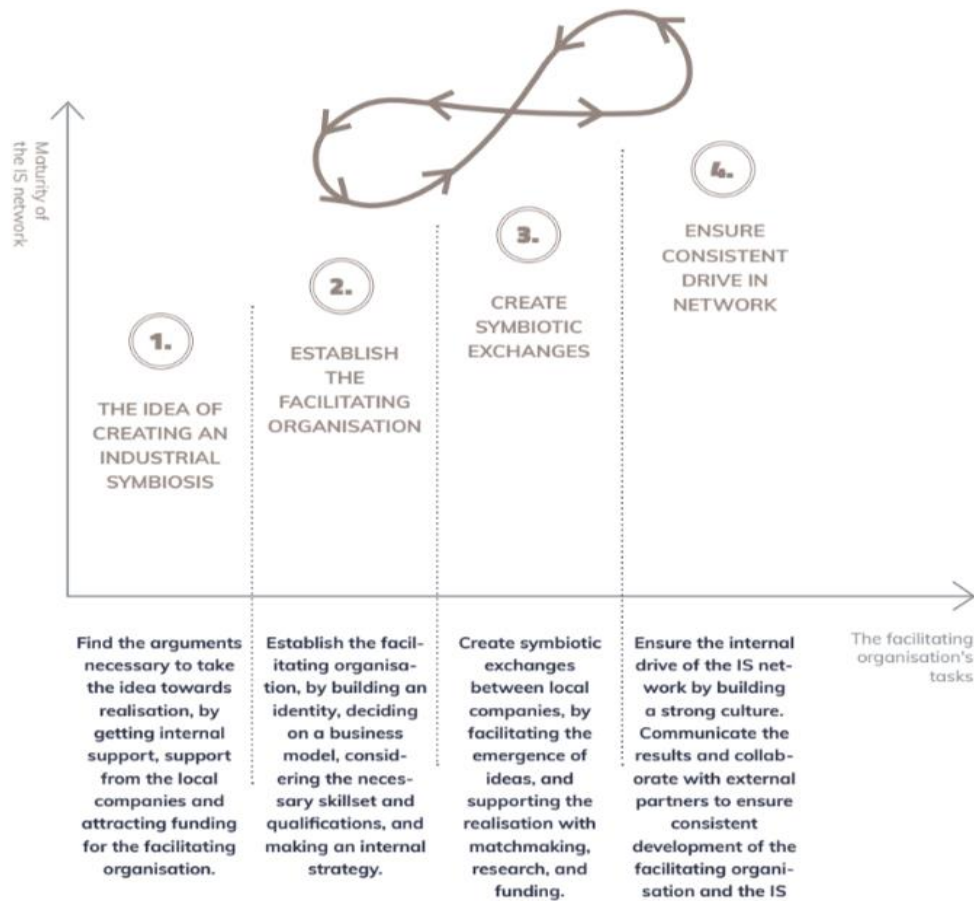 Maturity of
the IS network
1.
THE IDEA OF
CREATING AN
INDUSTRIAL
SYMBIOSIS
2.
ESTABLISH
THE
FACILITATING
ORGANISATION
3.
CREATE
SYMBIOTIC
EXCHANGES
4.
ENSURE
CONSISTENT
DRIVE IN
NETWORK
Find the arguments
necessary to take
the idea towards
realisation, by
getting internal
support, support
from the local
companies and
attracting funding
for the facilitating
organisation.
Establish the facil-
itating organisa-
tion, by building an
identity, deciding
on a business
model, consid-
ering the neces-
sary skillset and
qualifications, and
making an internal
strategy.
Create symbiotic
exchanges
between local
companies, by
facilitating the
emergence of
ideas, and
supporting the
realisation with
matchmaking,
research, and
funding.
Ensure the internal
drive of the IS net-
work by building
a strong culture.
Communicate the
results and collab-
orate with external
partners to ensure
consistent
development of the
facilitating organi-
sation and the IS
The facilitating
organisation's
tasks